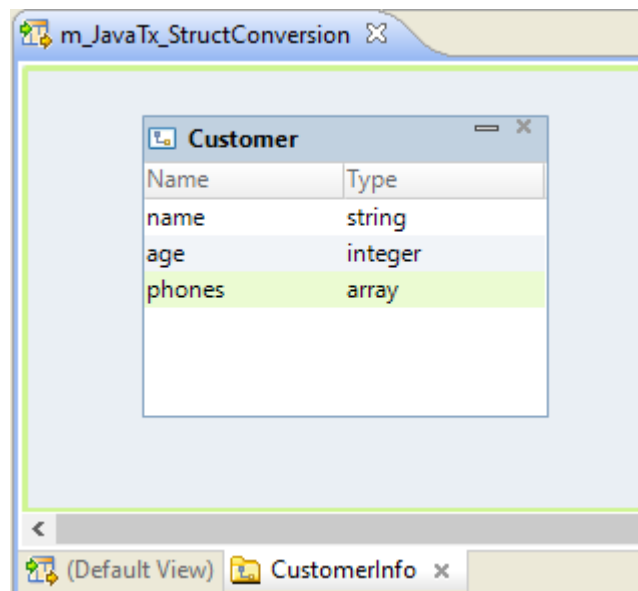 m_JavaTx_StructConversion
Customer
Name Type
name string
age integer
phones array
(Default View) CustomerInfo